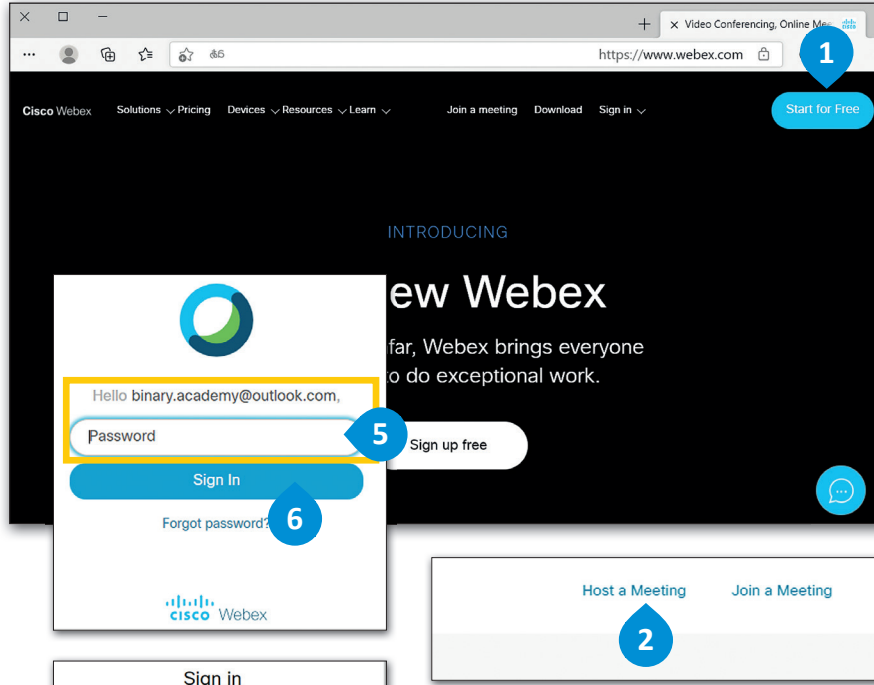 Video Conferencing, Online Mee
https://www.webex.com
1
Cisco Webex Solutions Pricing Devices Resources Learn Join a meeting Download Sign in Start for Free
INTRODUCING
ew Webex
far, Webex brings everyone
to do exceptional work.
Sign up free
Hello binary.academy@outlook.com,
Password
5
Sign In
Forgot password?
6
CISCO Webex
Host a Meeting Join a Meeting
2
Sign in